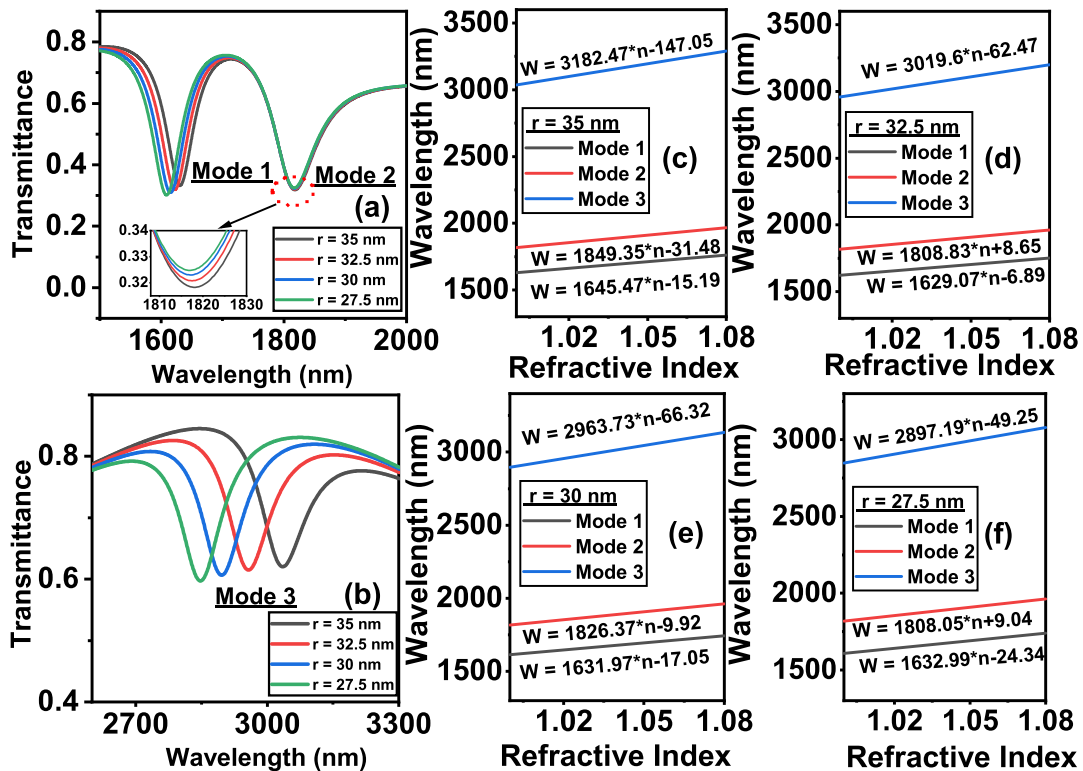 Transmittance
0.8
0.6
0.4
0.2
0.0
Mode 1
Mode 2
(a)
0.34
0.33
0.32
1810 1820 1830
r = 35 nm
r = 32.5 nm
r = 30 nm
r = 27.5 nm
1600 1800 2000
Wavelength (nm)
Wavelength (nm)
3500
3000
2500
2000
1500
W = 3182.47*n-147.05
r = 35 nm
Mode 1
Mode 2
Mode 3
(c)
W = 1849.35*n-31.48
W = 1645.47*n-15.19
1.02 1.05 1.08
Refractive Index
Wavelength (nm)
3500
3000
2500
2000
1500
W = 3019.6*n-62.47
r = 32.5 nm
Mode 1
Mode 2
Mode 3
(d)
W = 1808.83*n+8.65
W = 1629.07*n-6.89
1.02 1.05 1.08
Refractive Index
Transmittance
0.8
0.6
0.4
Mode 3
(b)
r = 35 nm
r = 32.5 nm
r = 30 nm
r = 27.5 nm
2700 3000 3300
Wavelength (nm)
Wavelength (nm)
3000
2500
2000
1500
W = 2963.73*n-66.32
r = 30 nm
Mode 1
Mode 2
Mode 3
(e)
W = 1826.37*n-9.92
W = 1631.97*n-17.05
1.02 1.05 1.08
Refractive Index
Wavelength (nm)
3000
2500
2000
1500
W = 2897.19*n-49.25
r = 27.5 nm
Mode 1
Mode 2
Mode 3
(f)
W = 1808.05*n+9.04
W = 1632.99*n-24.34
1.02 1.05 1.08
Refractive Index